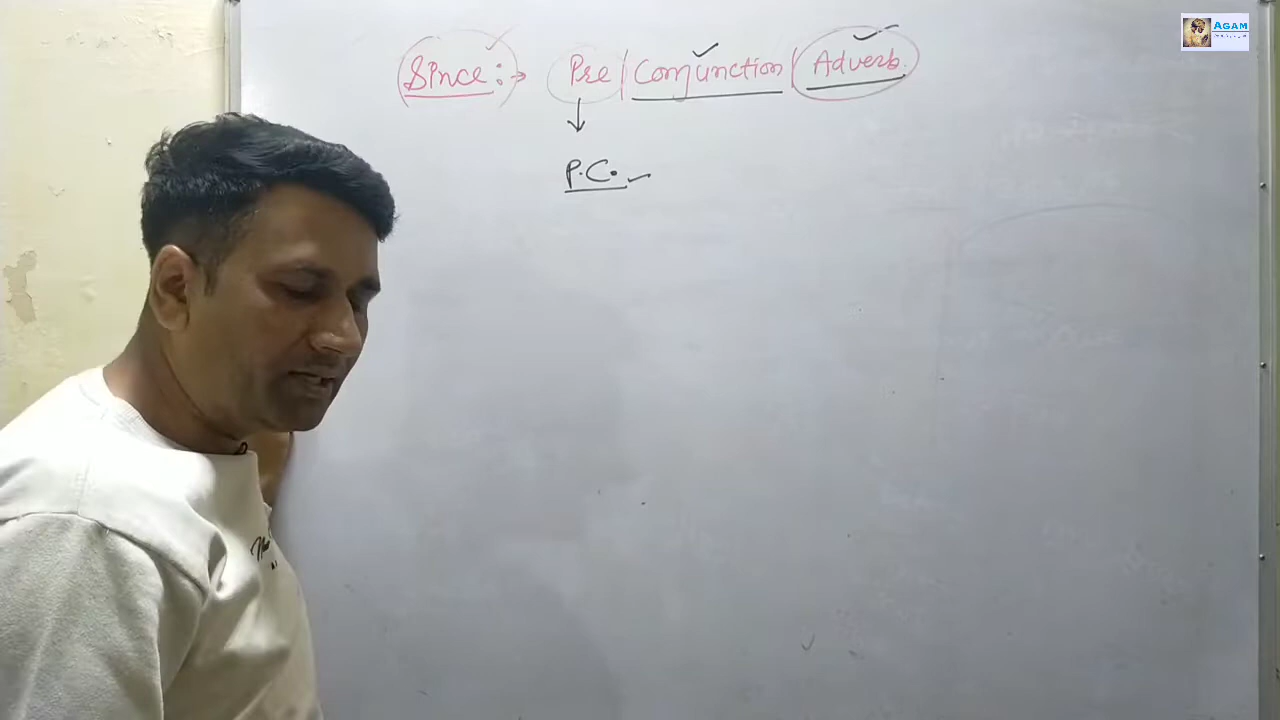 Since :→ Pre / Conjunction / Adverb.
P.C.
AGAM